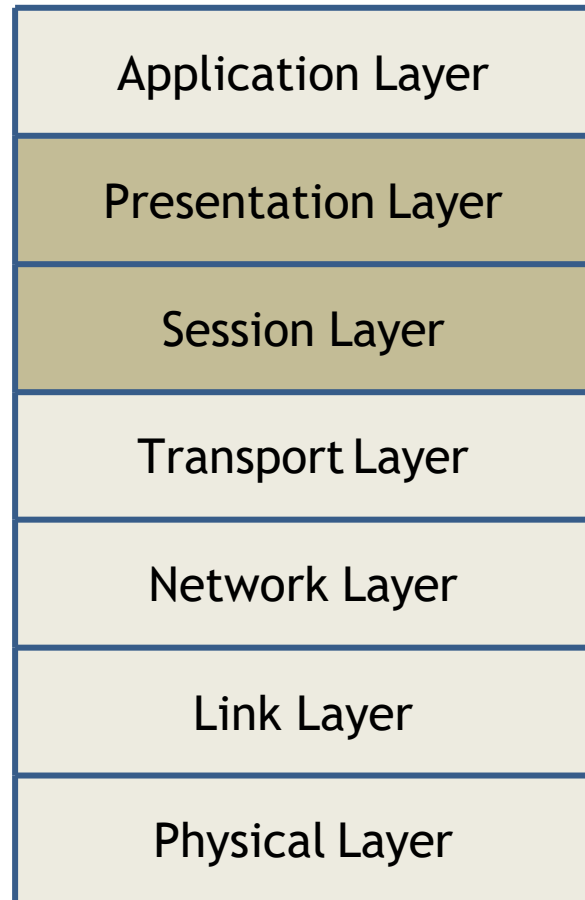 Application Layer
Presentation Layer
Session Layer
Transport Layer
Network Layer
Link Layer
Physical Layer